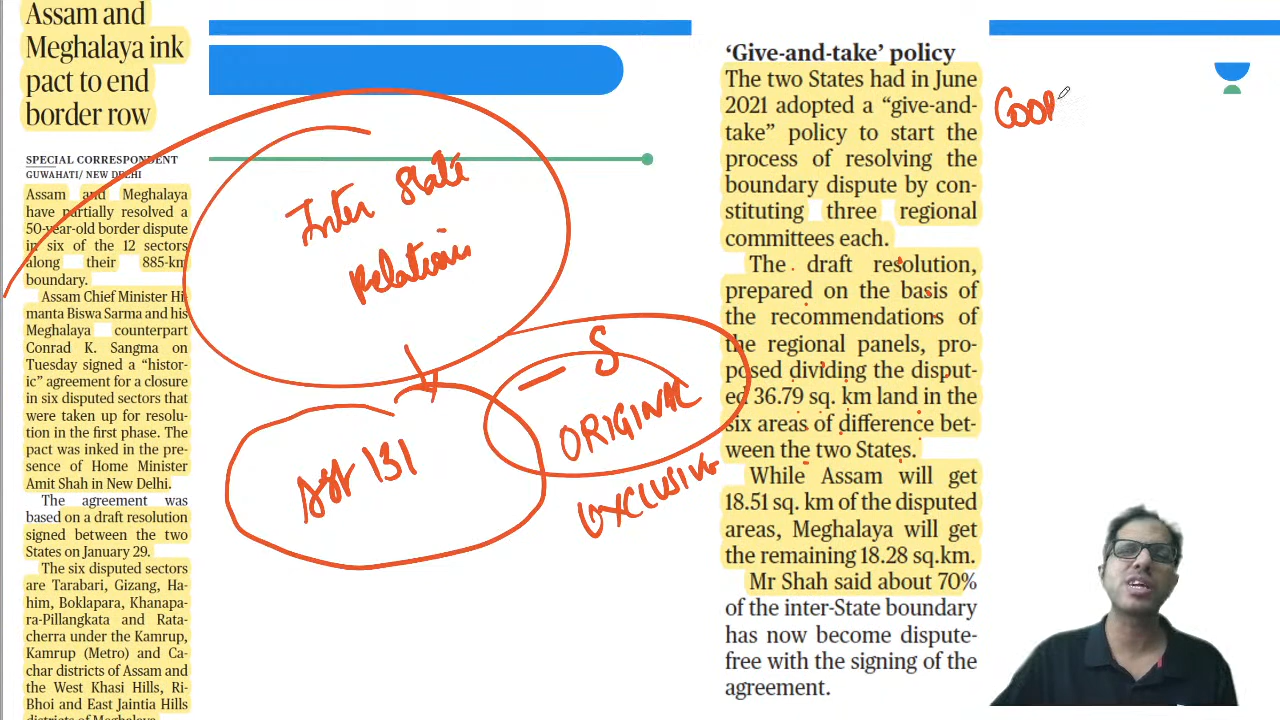 Assam and
Meghalaya ink
pact to end
border row
SPECIAL CORRESPONDENT
GUWAHATI/ NEW DELHI
Assam and Meghalaya
have partially resolved a
50-year-old border dispute
in six of the 12 sectors
along their 885-km
boundary.
Assam Chief Minister Hi
manta Biswa Sarma and his
Meghalaya counterpart
Conrad K. Sangma on
Tuesday signed a “histor-
ic” agreement for a closure
in six disputed sectors that
were taken up for resolu-
tion in the first phase. The
pact was inked in the pre-
sence of Home Minister
Amit Shah in New Delhi.
The agreement was
based on a draft resolution
signed between the two
States on January 29.
The six disputed sectors
are Tarabari, Gizang, Ha-
him, Boklapara, Khanapa-
ra-Pillangkata and Rata-
cherra under the Kamrup,
Kamrup (Metro) and Ca-
char districts of Assam and
the West Khasi Hills, Ri-
Bhoi and East Jaintia Hills
districts of Meghalaya
Inter State
Relations
Art 131
S
ORIGINAL
EXCLUSIVE
‘Give-and-take’ policy
The two States had in June
2021 adopted a “give-and-
take” policy to start the
process of resolving the
boundary dispute by con-
stituting three regional
committees each.
The draft resolution,
prepared on the basis of
the recommendations of
the regional panels, pro-
posed dividing the disput-
ed 36.79 sq. km land in the
six areas of difference bet-
ween the two States.
While Assam will get
18.51 sq. km of the disputed
areas, Meghalaya will get
the remaining 18.28 sq.km.
Mr Shah said about 70%
of the inter-State boundary
has now become dispute-
free with the signing of the
agreement.
COOP